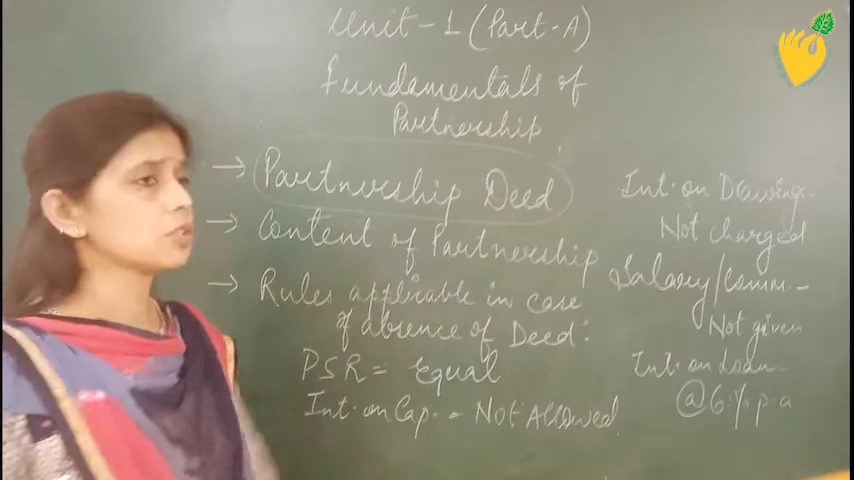 Unit-1 (Part-A)
Fundamentals of
Partnership
→ Partnership Deed
→ Content of Partnership
→ Rules applicable in case
of absence of Deed:
PSR = Equal
Int. on Cap. = Not Allowed
Int. on Drawings-
Not charged
Salary/Comm.-
Not given
Int. on Loan-
@ 6% p.a